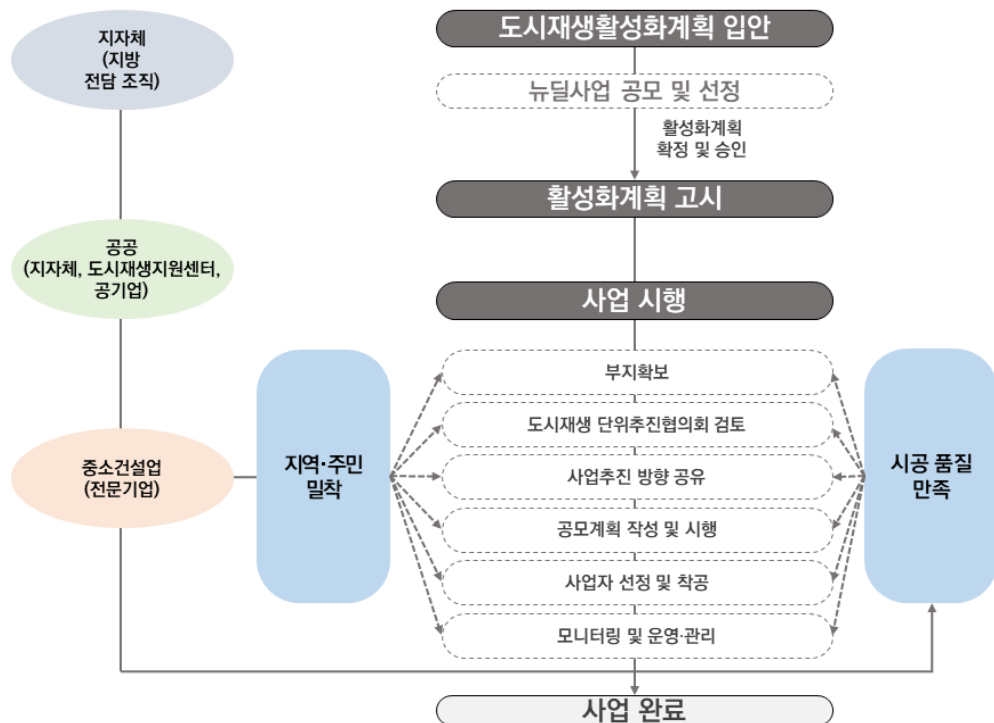 지자체
(지방
전담 조직)
공공
(지자체, 도시재생지원센터,
공기업)
중소건설업
(전문기업)
지역·주민
밀착
도시재생활성화계획 입안
뉴딜사업 공모 및 선정
활성화계획
확정 및 승인
활성화계획 고시
사업 시행
부지확보
도시재생 단위추진협의회 검토
사업추진 방향 공유
공모계획 작성 및 시행
사업자 선정 및 착공
모니터링 및 운영·관리
사업 완료
시공 품질
만족